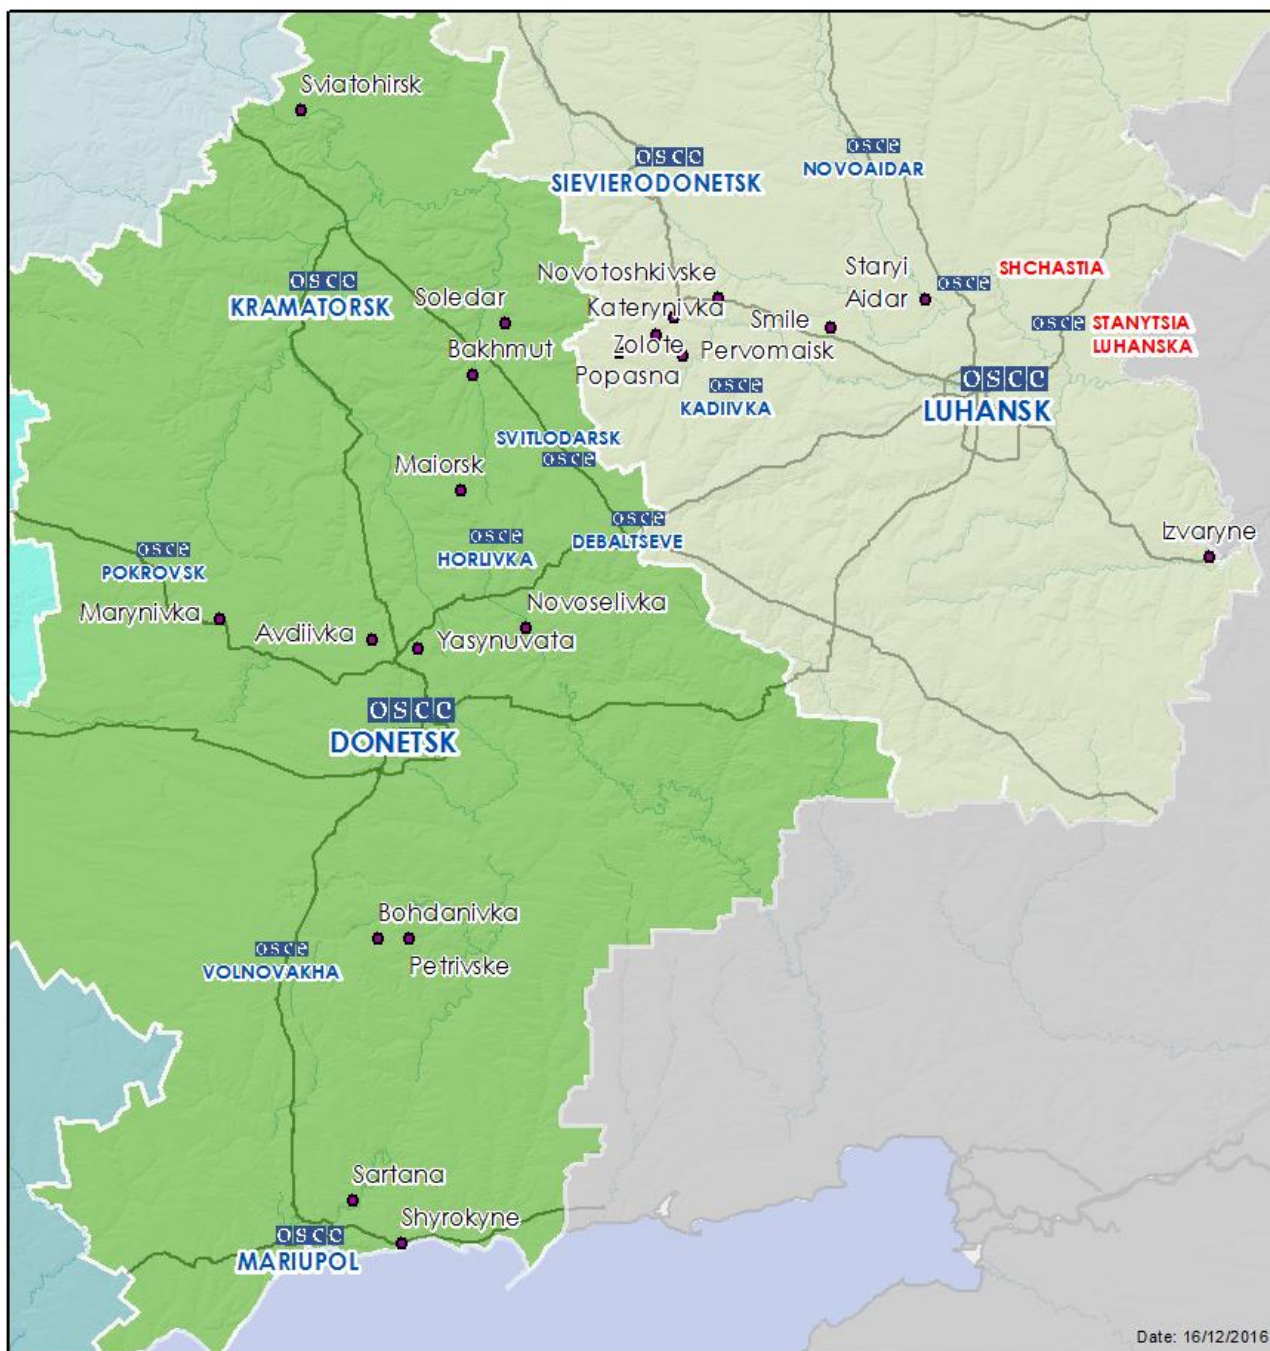 Sviatohirsk
OSCE
SIEVIERODONETSK
osce
NOVOAIDAR
OSCE
KRAMATORSK
Soledar
Bakhmut
Novotoshkivske
Katerynivka
Zolote
Popasna
Pervomaisk
Smile
Staryi
Aidar
osce
SHCHASTIA
osce
STANYTSIA
LUHANSKA
osce
KADIIVKA
OSCE
LUHANSK
SVITLODARSK
osce
Maiorsk
osce
HORLIVKA
osce
DEBALTSEVE
Izvaryne
osce
POKROVSK
Marynivka
Avdiivka
Yasynuvata
Novoselivka
OSCE
DONETSK
Bohdanivka
Petrivske
osce
VOLNOVAKHA
Sartana
Shyrokyne
OSCE
MARIUPOL
Date: 16/12/2016